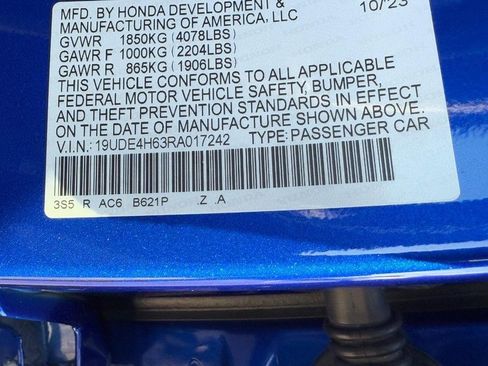 MFD. BY HONDA DEVELOPMENT & 10/23
MANUFACTURING OF AMERICA, LLC
GVWR 1850KG (4078LBS)
GAWR F 1000KG (2204LBS)
GAWR R 865KG (1906LBS)
THIS VEHICLE CONFORMS TO ALL APPLICABLE
FEDERAL MOTOR VEHICLE SAFETY, BUMPER,
AND THEFT PREVENTION STANDARDS IN EFFECT
ON THE DATE OF MANUFACTURE SHOWN ABOVE.
V.I.N.: 19UDE4H63RA017242 TYPE: PASSENGER CAR
3S5 R AC6 B621P .Z .A